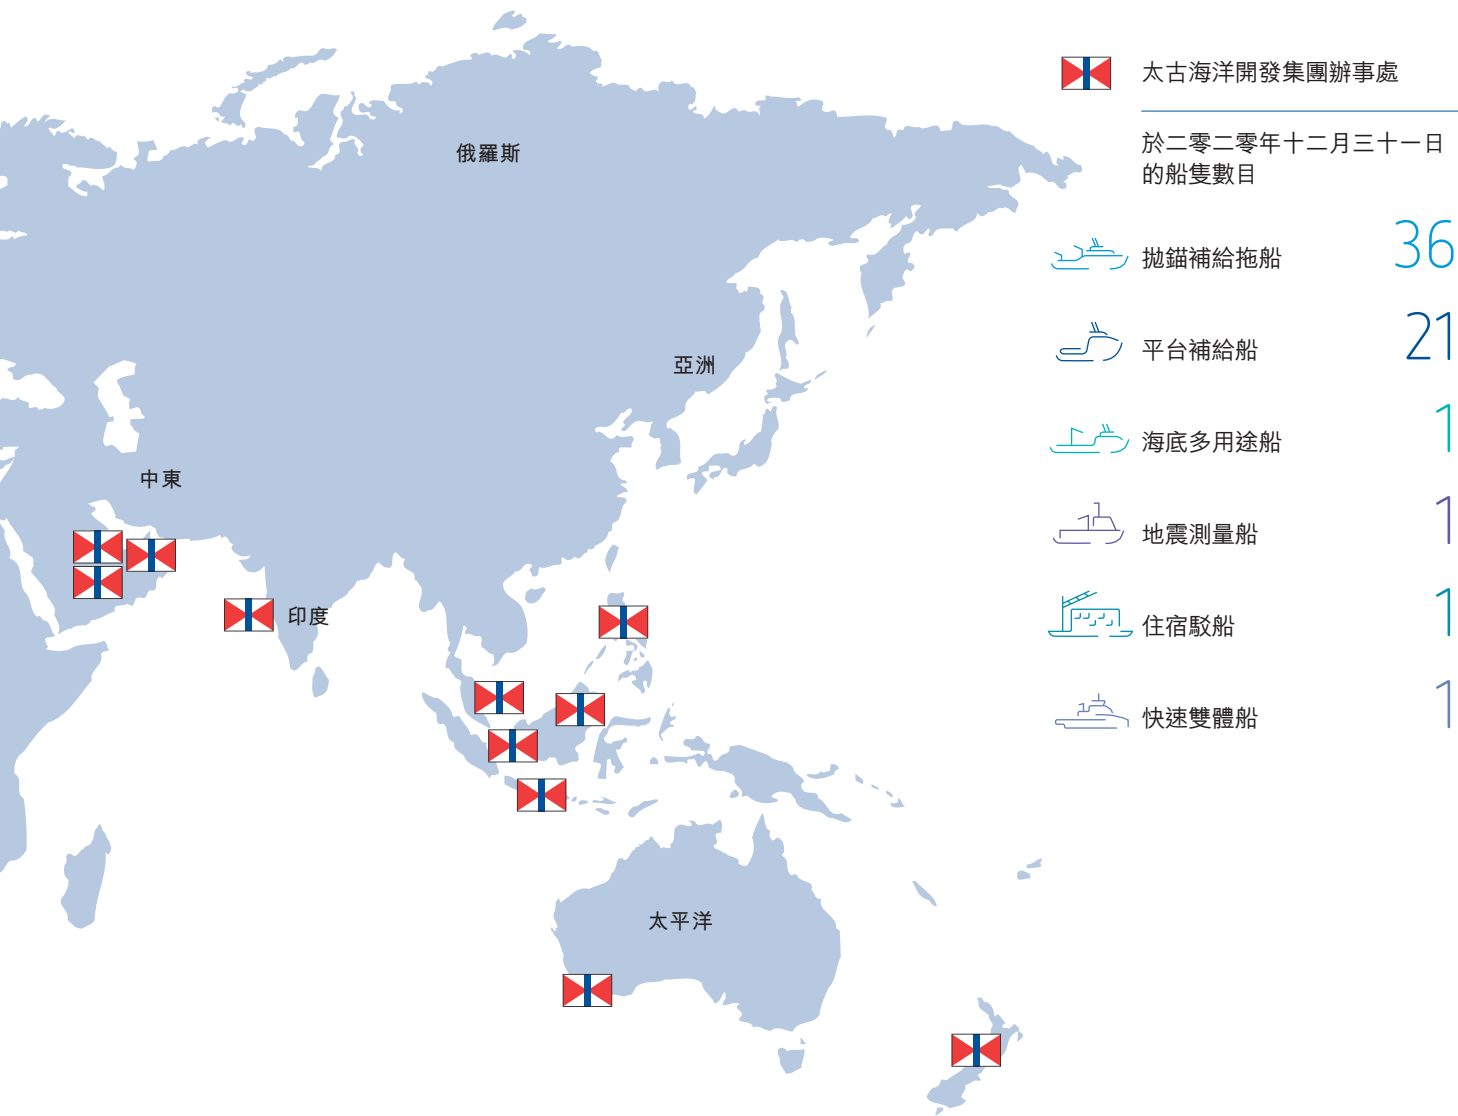 太古海洋開發集團辦事處
於二零二零年十二月三十一日
的船隻數目
拋錨補給拖船 36
平台補給船 21
海底多用途船 1
地震測量船 1
住宿駁船 1
快速雙體船 1
俄羅斯
亞洲
中東
印度
太平洋